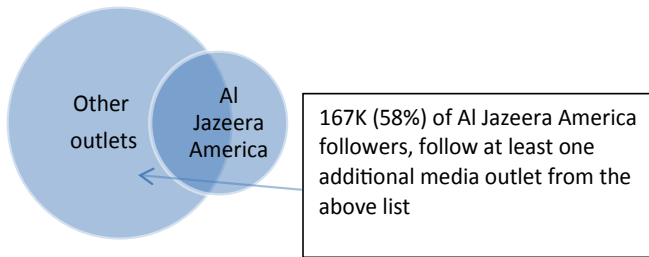 Other
outlets
Al
Jazeera
America
167K (58%) of Al Jazeera America
followers, follow at least one
additional media outlet from the
above list